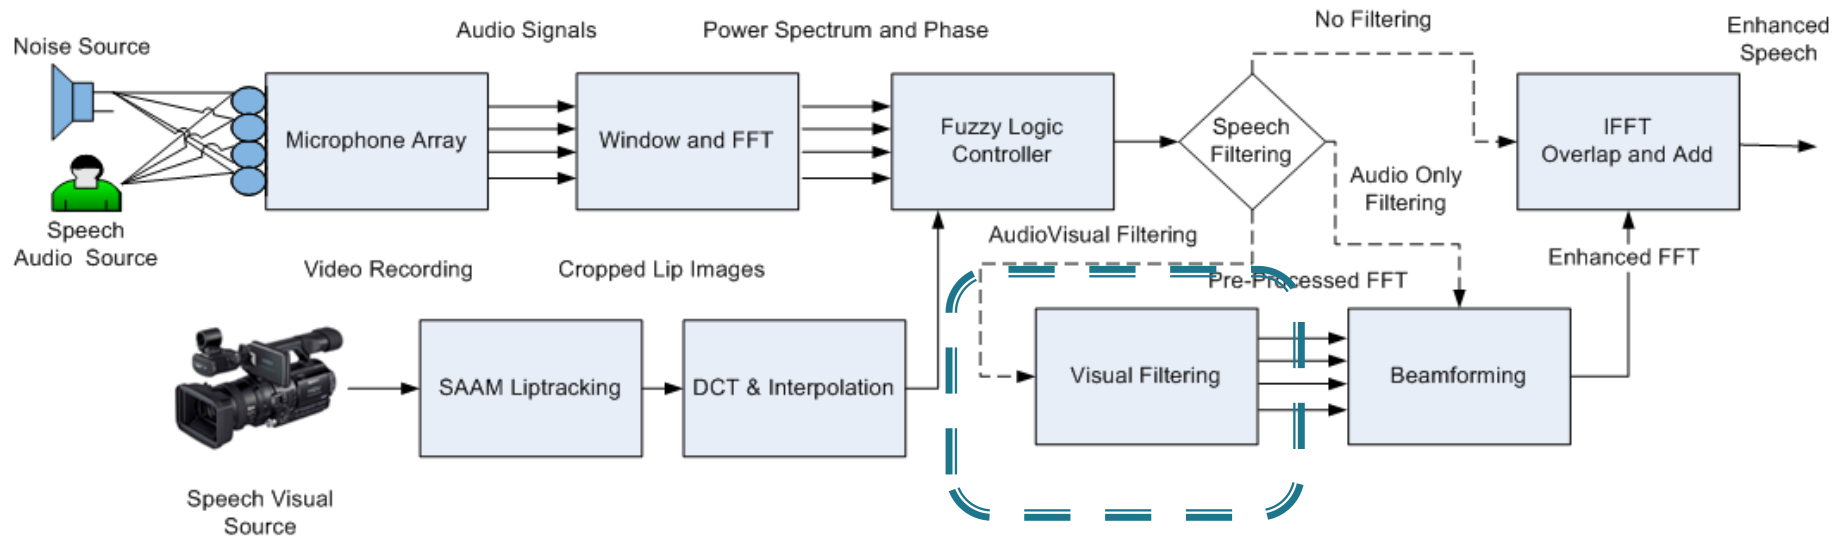 Noise Source
Audio Signals
Power Spectrum and Phase
No Filtering
Enhanced
Speech
Microphone Array
Window and FFT
Fuzzy Logic
Controller
Speech
Filtering
IFFT
Overlap and Add
Audio Only
Filtering
Speech
Audio Source
AudioVisual Filtering
Enhanced FFT
Video Recording
Cropped Lip Images
Pre-Processed FFT
SAAM Liptracking
DCT & Interpolation
Visual Filtering
Beamforming
Speech Visual
Source